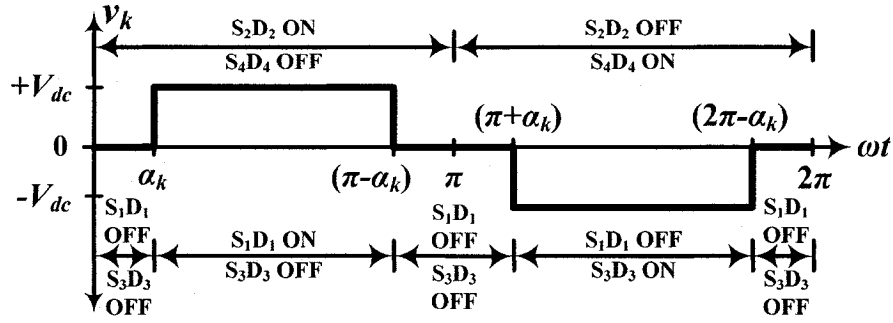 v_k
S₂D₂ ON
S₂D₂ OFF
S₄D₄ OFF
S₄D₄ ON
+V_dc
(π+α_k)
(2π-α_k)
0
ωt
α_k
(π-α_k)
π
2π
-V_dc
S₁D₁
OFF
S₁D₁ ON
S₁D₁
OFF
S₁D₁ OFF
S₁D₁
OFF
S₃D₃
OFF
S₃D₃ OFF
S₃D₃
OFF
S₃D₃ ON
S₃D₃
OFF